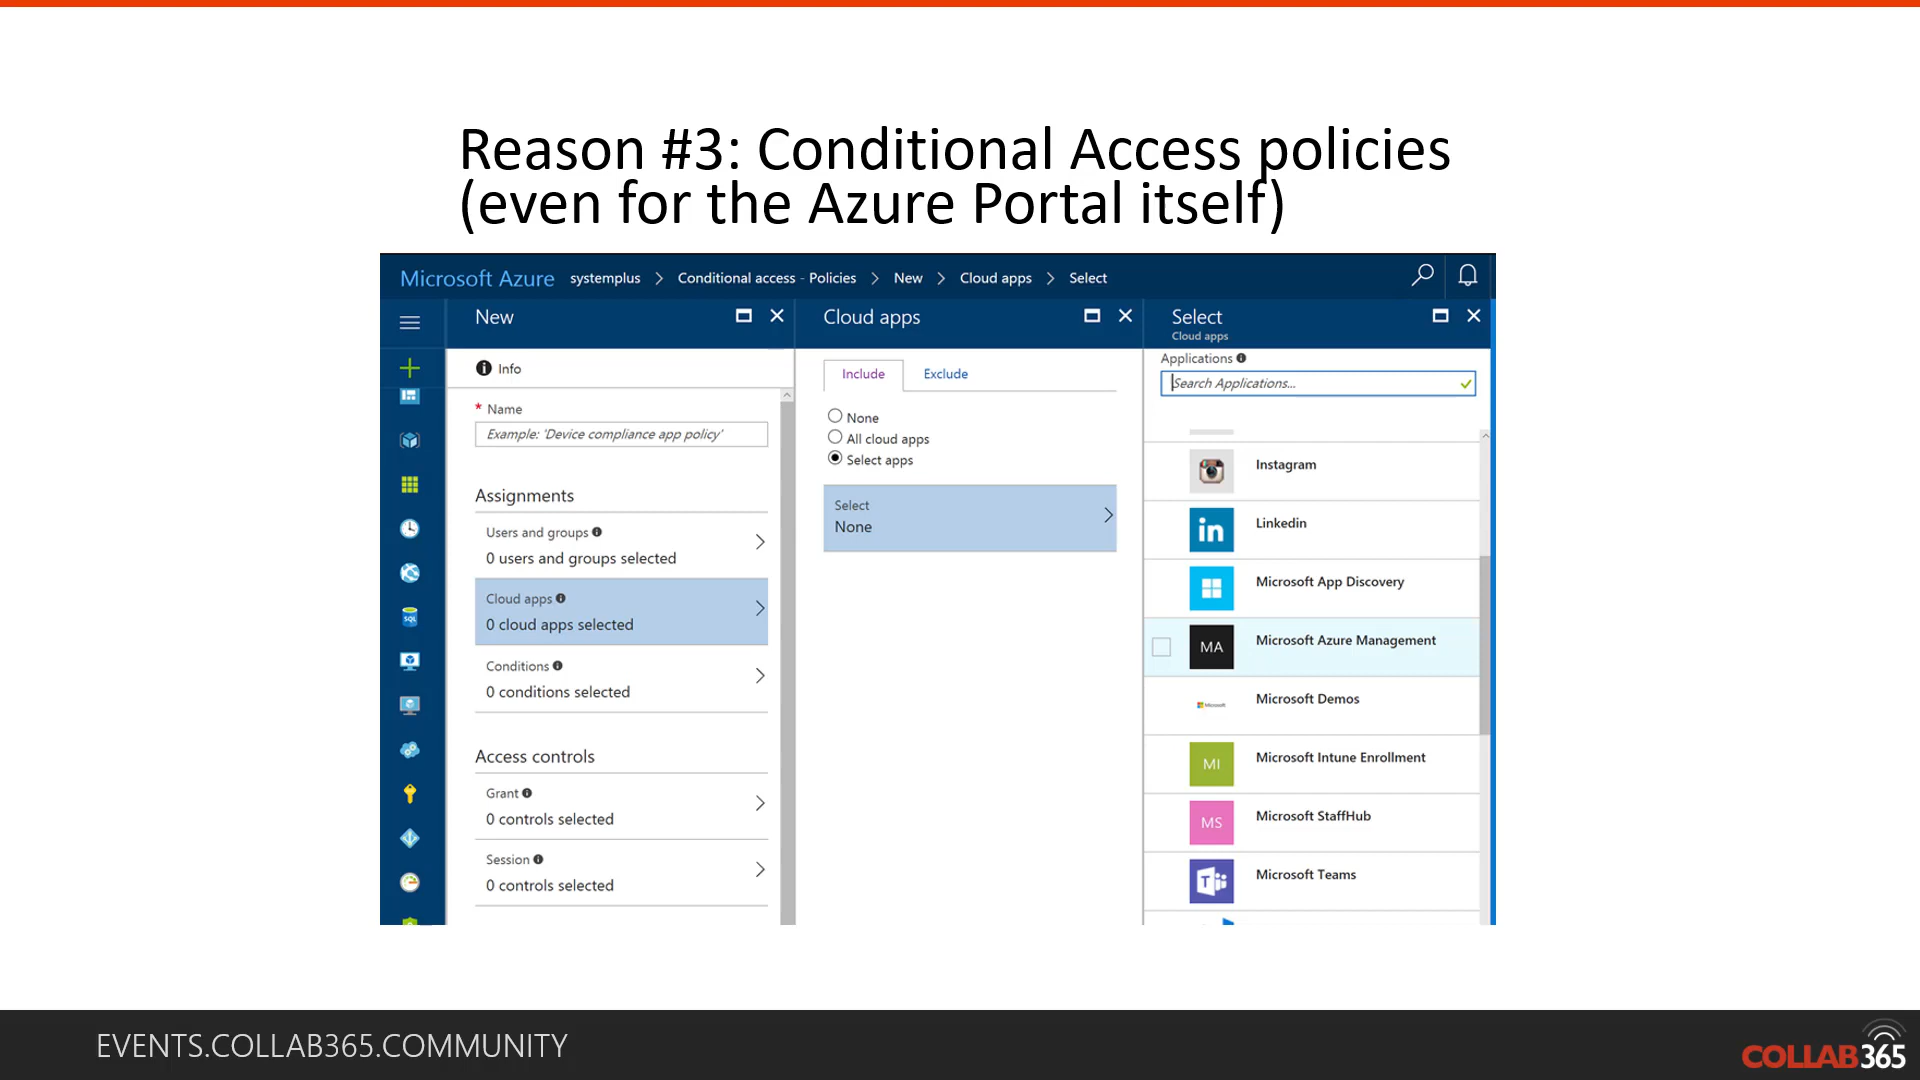 Reason #3: Conditional Access policies
(even for the Azure Portal itself)
Microsoft Azure systemplus > Conditional access - Policies > New > Cloud apps > Select
New
Info
* Name
Example: 'Device compliance app policy'
Assignments
Users and groups
0 users and groups selected
Cloud apps
0 cloud apps selected
Conditions
0 conditions selected
Access controls
Grant
0 controls selected
Session
0 controls selected
Cloud apps
Include Exclude
None
All cloud apps
Select apps
Select
None
Select
Cloud apps
Applications
Search Applications...
Instagram
in Linkedin
Microsoft App Discovery
MA Microsoft Azure Management
Microsoft Microsoft Demos
MI Microsoft Intune Enrollment
MS Microsoft StaffHub
T Microsoft Teams
SQL
EVENTS.COLLAB365.COMMUNITY
COLLAB365